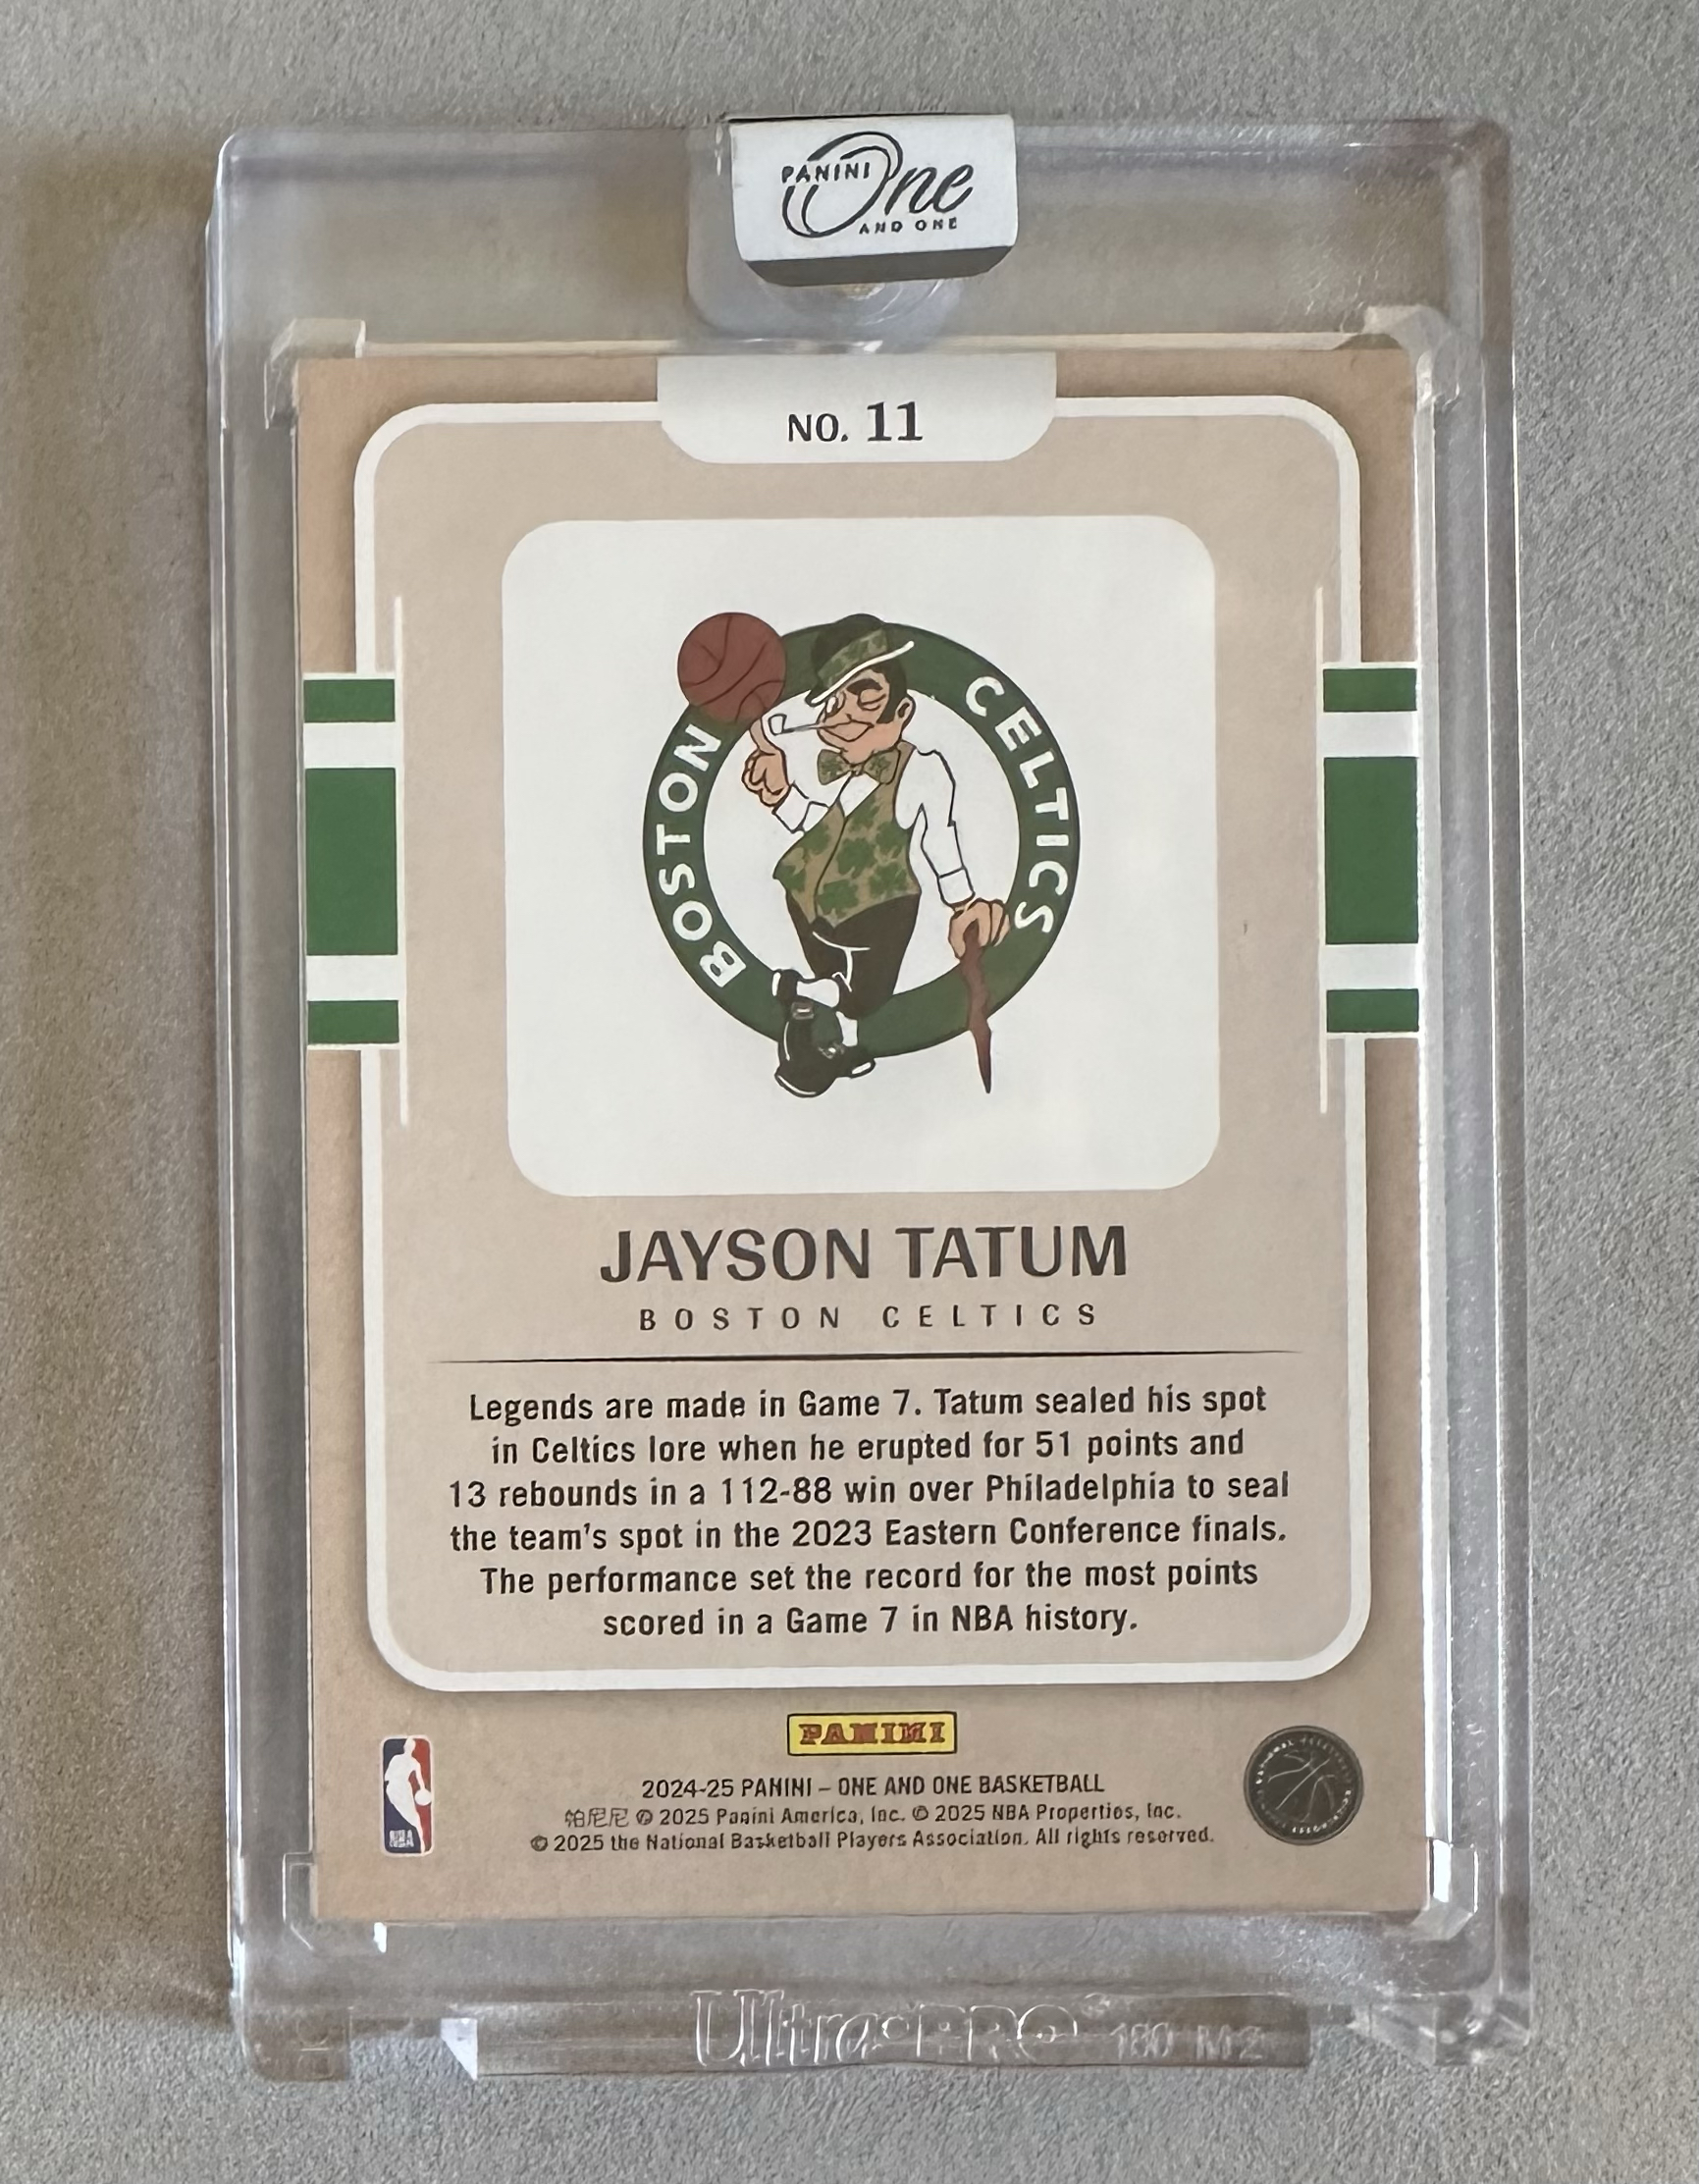 PANINI One
AND ONE
NO. 11
BOSTON CELTICS
JAYSON TATUM
BOSTON CELTICS
Legends are made in Game 7. Tatum sealed his spot
in Celtics lore when he erupted for 51 points and
13 rebounds in a 112-88 win over Philadelphia to seal
the team's spot in the 2023 Eastern Conference finals.
The performance set the record for the most points
scored in a Game 7 in NBA history.
PANINI
2024-25 PANINI – ONE AND ONE BASKETBALL
帕尼尼 © 2025 Panini America, Inc. © 2025 NBA Properties, Inc.
© 2025 the National Basketball Players Association. All rights reserved.
NBA
Ultra•PRO® 180 M2